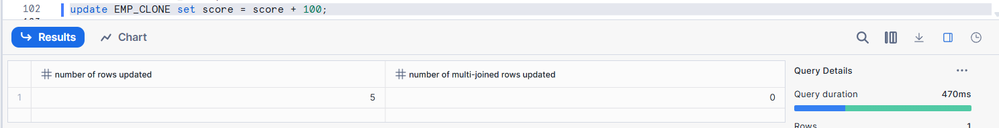 102 update EMP_CLONE set score = score + 100;
Results Chart
number of rows updated number of multi-joined rows updated
1 5 0
Query Details ...
Query duration 470ms
Rows 1